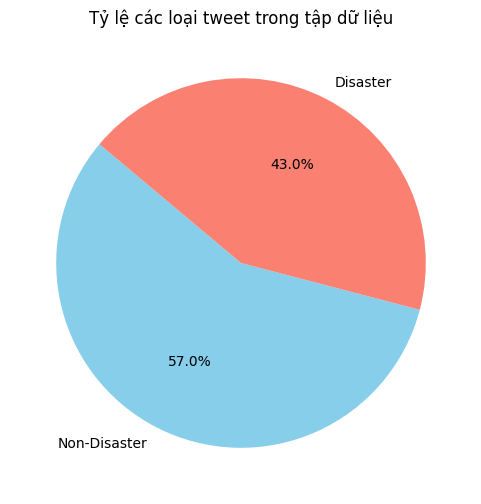 Tỷ lệ các loại tweet trong tập dữ liệu
Disaster
43.0%
57.0%
Non-Disaster